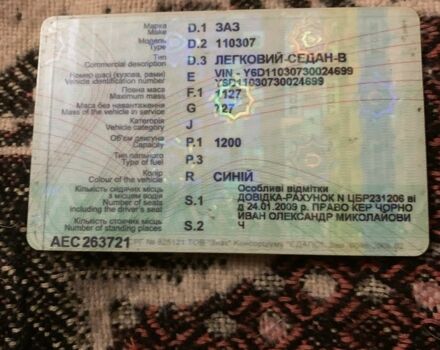 Марка D.1 ЗАЗ
Make
Модель D.2 110307
Type
Тип D.3 ЛЕГКОВИЙ-СЕДАН-В
Commercial description
Номер шасі (кузова, рами) E VIN - Y6D11030730024699
Vehicle identification number Y6D11030730024699
Повна маса F.1 1127
Maximum mass
Маса без навантаження G 727
Mass of the vehicle in service
Категорія J
Vehicle category
Об'єм двигуна P.1 1200
Capacity
Тип пального P.3
Type of fuel
Колір R СИНІЙ
Colour of the vehicle
Кількість сидячих місць Особливі відмітки
з місцем водія S.1 ДОВІДКА-РАХУНОК N ЦБР231206 ві
Number of seats д 24.01.2009 р. ПРАВО КЕР ЧОРНО
including the driver's seat ИВАН ОЛЕКСАНДР МИКОЛАЙОВИ
Кількість стоячих місць S.2 Ч
Number of standing places
АЕС263721